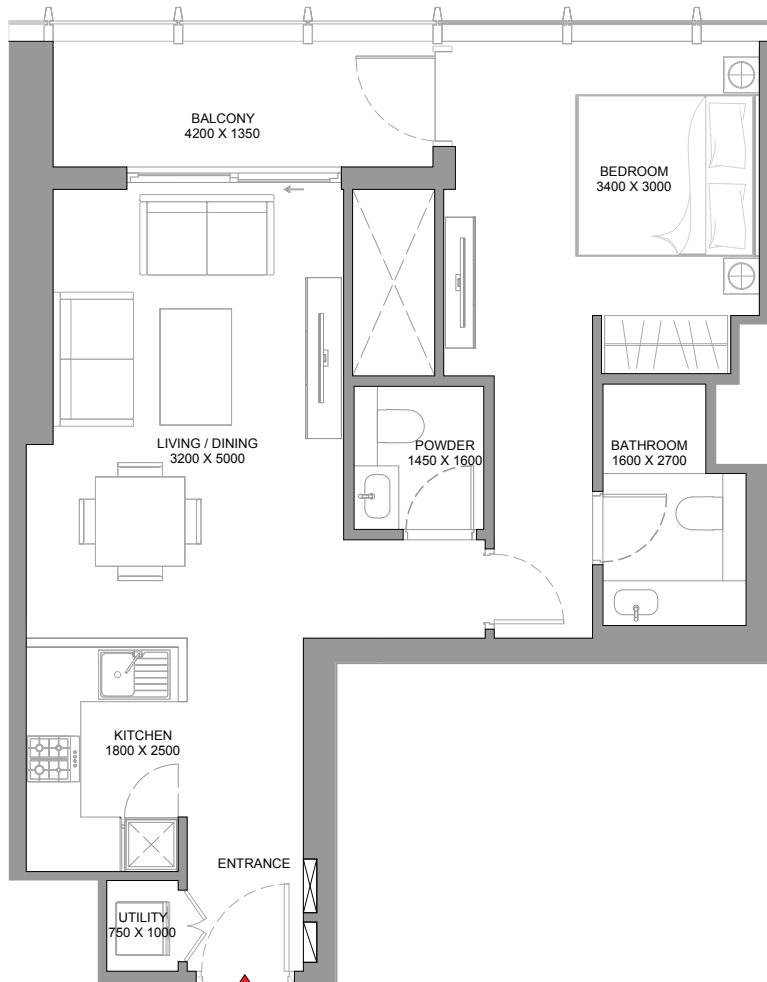 BALCONY
4200 X 1350
BEDROOM
3400 X 3000
LIVING / DINING
3200 X 5000
POWDER
1450 X 1600
BATHROOM
1600 X 2700
KITCHEN
1800 X 2500
ENTRANCE
UTILITY
750 X 1000